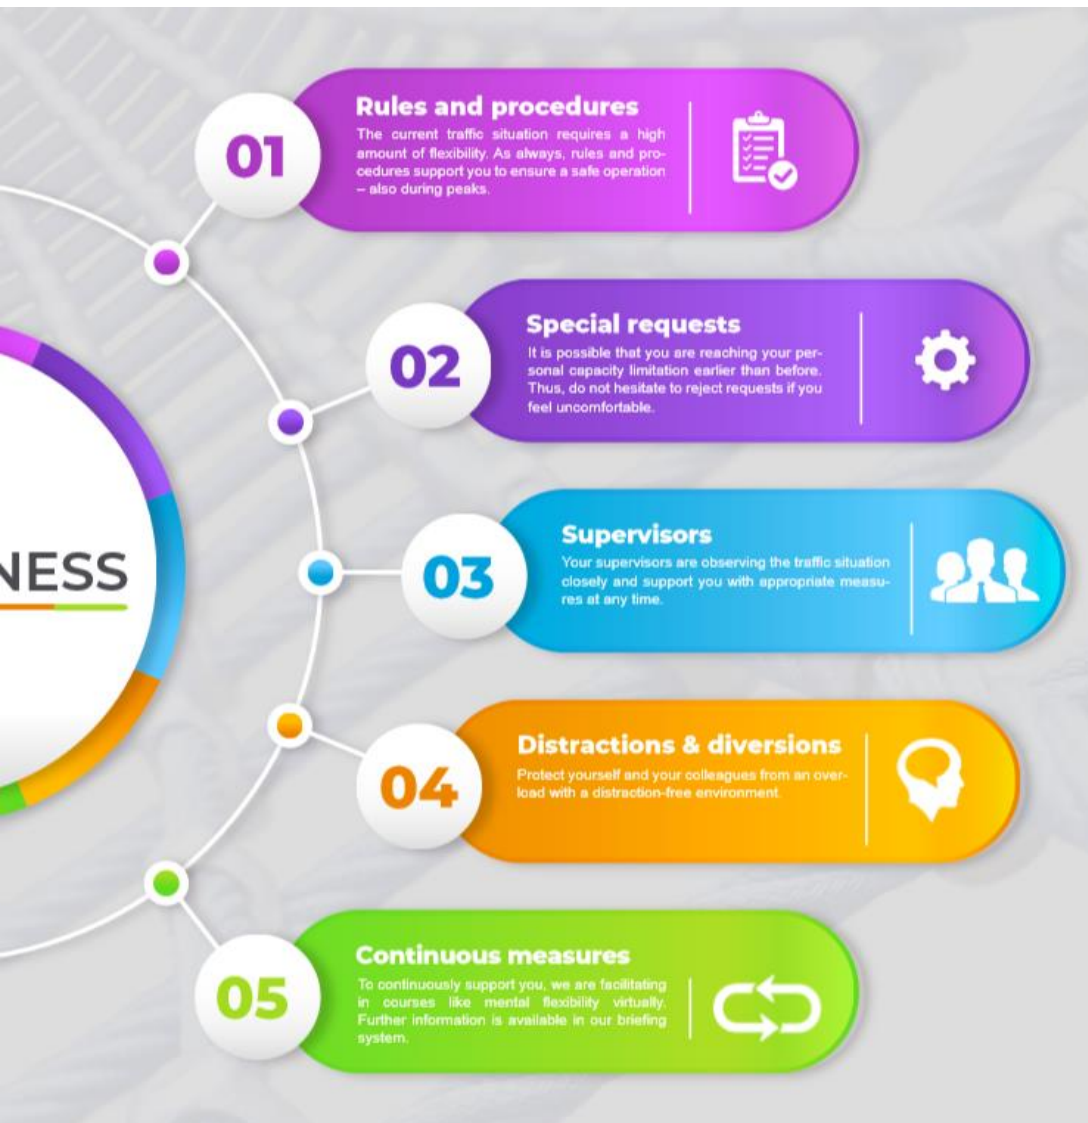 01
Rules and procedures
The current traffic situation requires a high
amount of flexibility. As always, rules and pro-
cedures support you to ensure a safe operation
– also during peaks.
02
Special requests
It is possible that you are reaching your per-
sonal capacity limitation earlier than before.
Thus, do not hesitate to reject requests if you
feel uncomfortable.
NESS
03
Supervisors
Your supervisors are observing the traffic situation
closely and support you with appropriate measu-
res at any time.
04
Distractions & diversions
Protect yourself and your colleagues from an over-
load with a distraction-free environment.
05
Continuous measures
To continuously support you, we are facilitating
in courses like mental flexibility virtually.
Further information is available in our briefing
system.